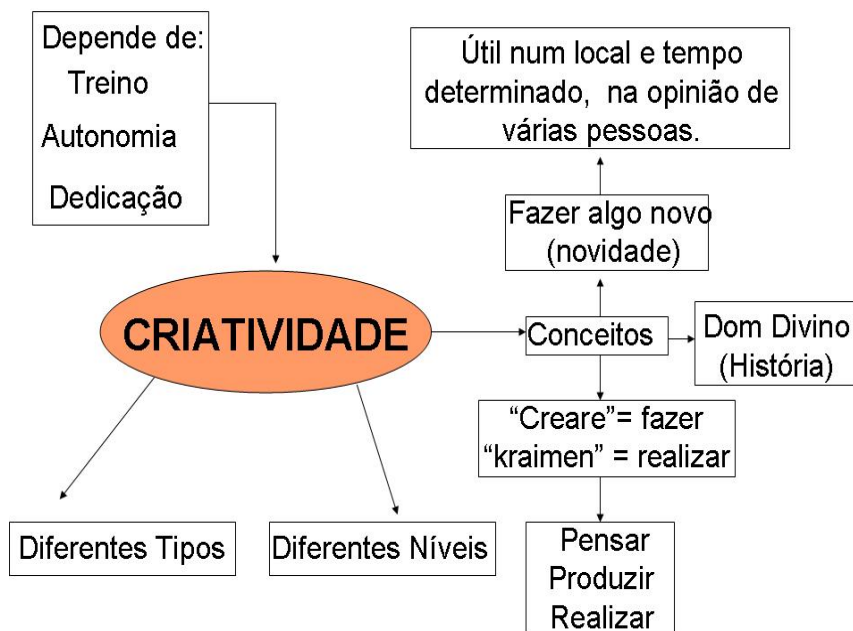 Depende de:
Treino
Autonomia
Dedicação
Útil num local e tempo
determinado, na opinião de
várias pessoas.
Fazer algo novo
(novidade)
CRIATIVIDADE
Conceitos
Dom Divino
(História)
“Creare”= fazer
“kraimen” = realizar
Diferentes Tipos
Diferentes Níveis
Pensar
Produzir
Realizar